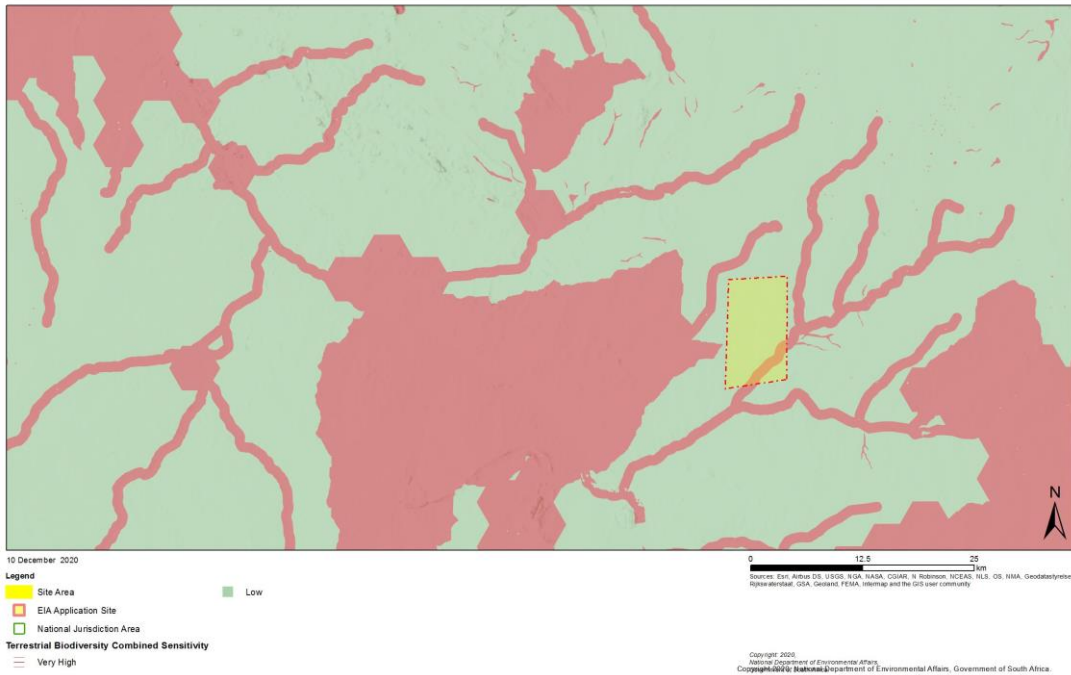 N
10 December 2020
0 12.5 25
km
Sources: Esri, Airbus DS, USGS, NGA, NASA, CGIAR, N Robinson, NCEAS, NLS, OS, NMA, Geodatastyrelsen,
Rijkswaterstaat, GSA, Geoland, FEMA, Intermap and the GIS user community
Legend
Site Area
EIA Application Site
National Jurisdiction Area
Low
Terrestrial Biodiversity Combined Sensitivity
Very High
Copyright: 2020,
National Department of Environmental Affairs,
Copyright 2020, National Department of Environmental Affairs, Government of South Africa.